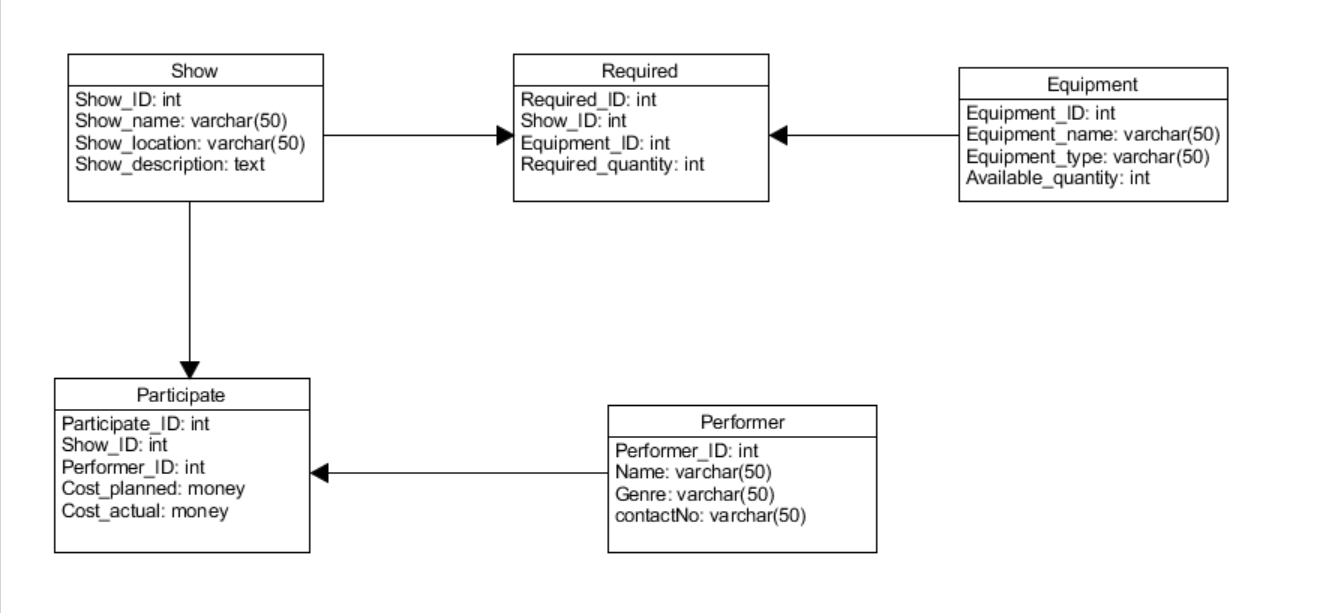 Show
Show_ID: int
Show_name: varchar(50)
Show_location: varchar(50)
Show_description: text
Required
Required_ID: int
Show_ID: int
Equipment_ID: int
Required_quantity: int
Equipment
Equipment_ID: int
Equipment_name: varchar(50)
Equipment_type: varchar(50)
Available_quantity: int
Participate
Participate_ID: int
Show_ID: int
Performer_ID: int
Cost_planned: money
Cost_actual: money
Performer
Performer_ID: int
Name: varchar(50)
Genre: varchar(50)
contactNo: varchar(50)